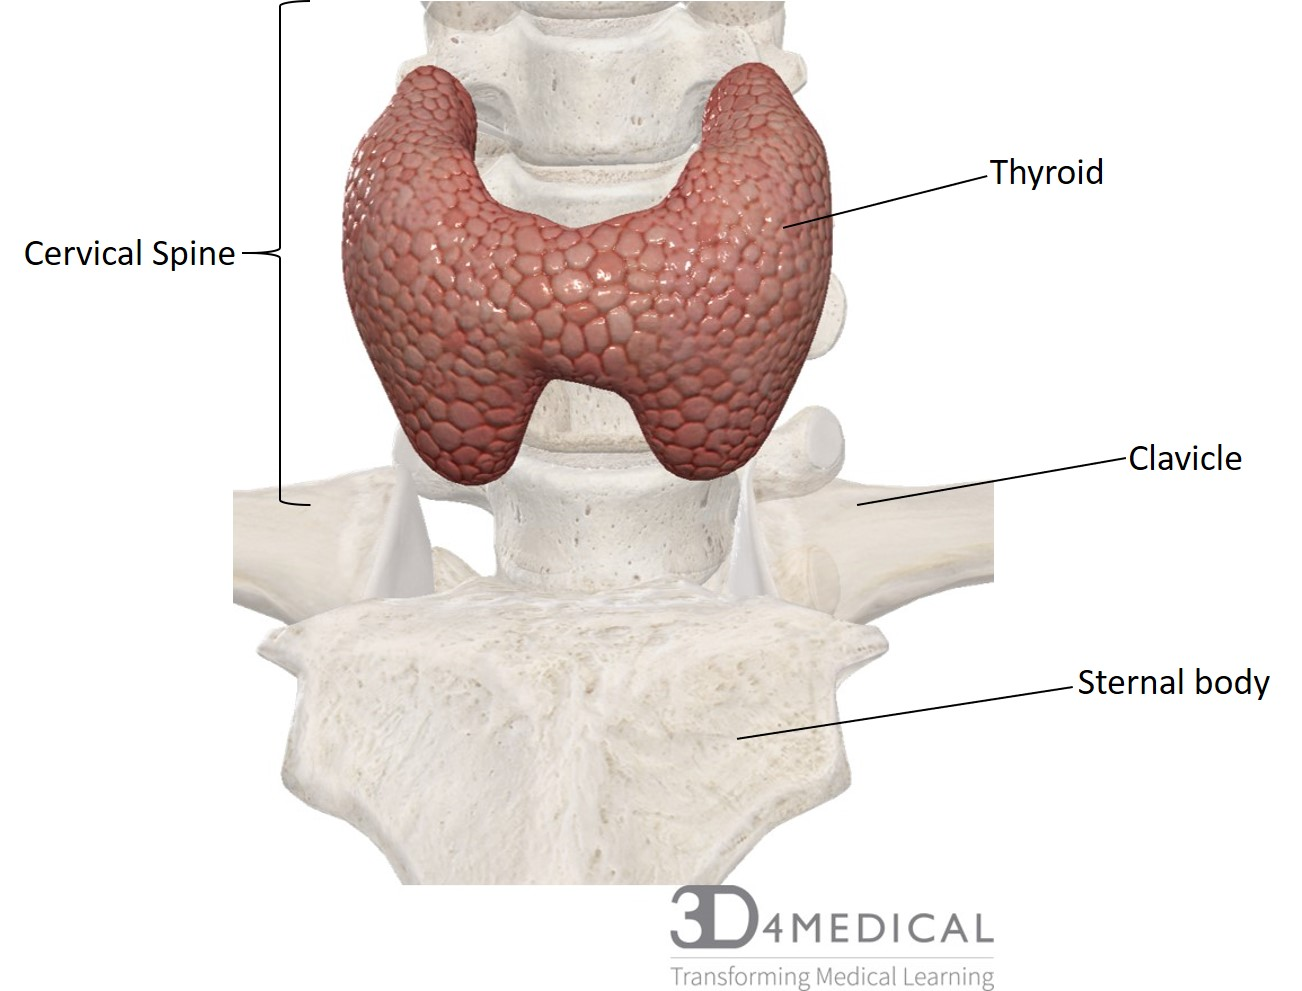 Thyroid
Cervical Spine
Clavicle
Sternal body
3D4MEDICAL
Transforming Medical Learning